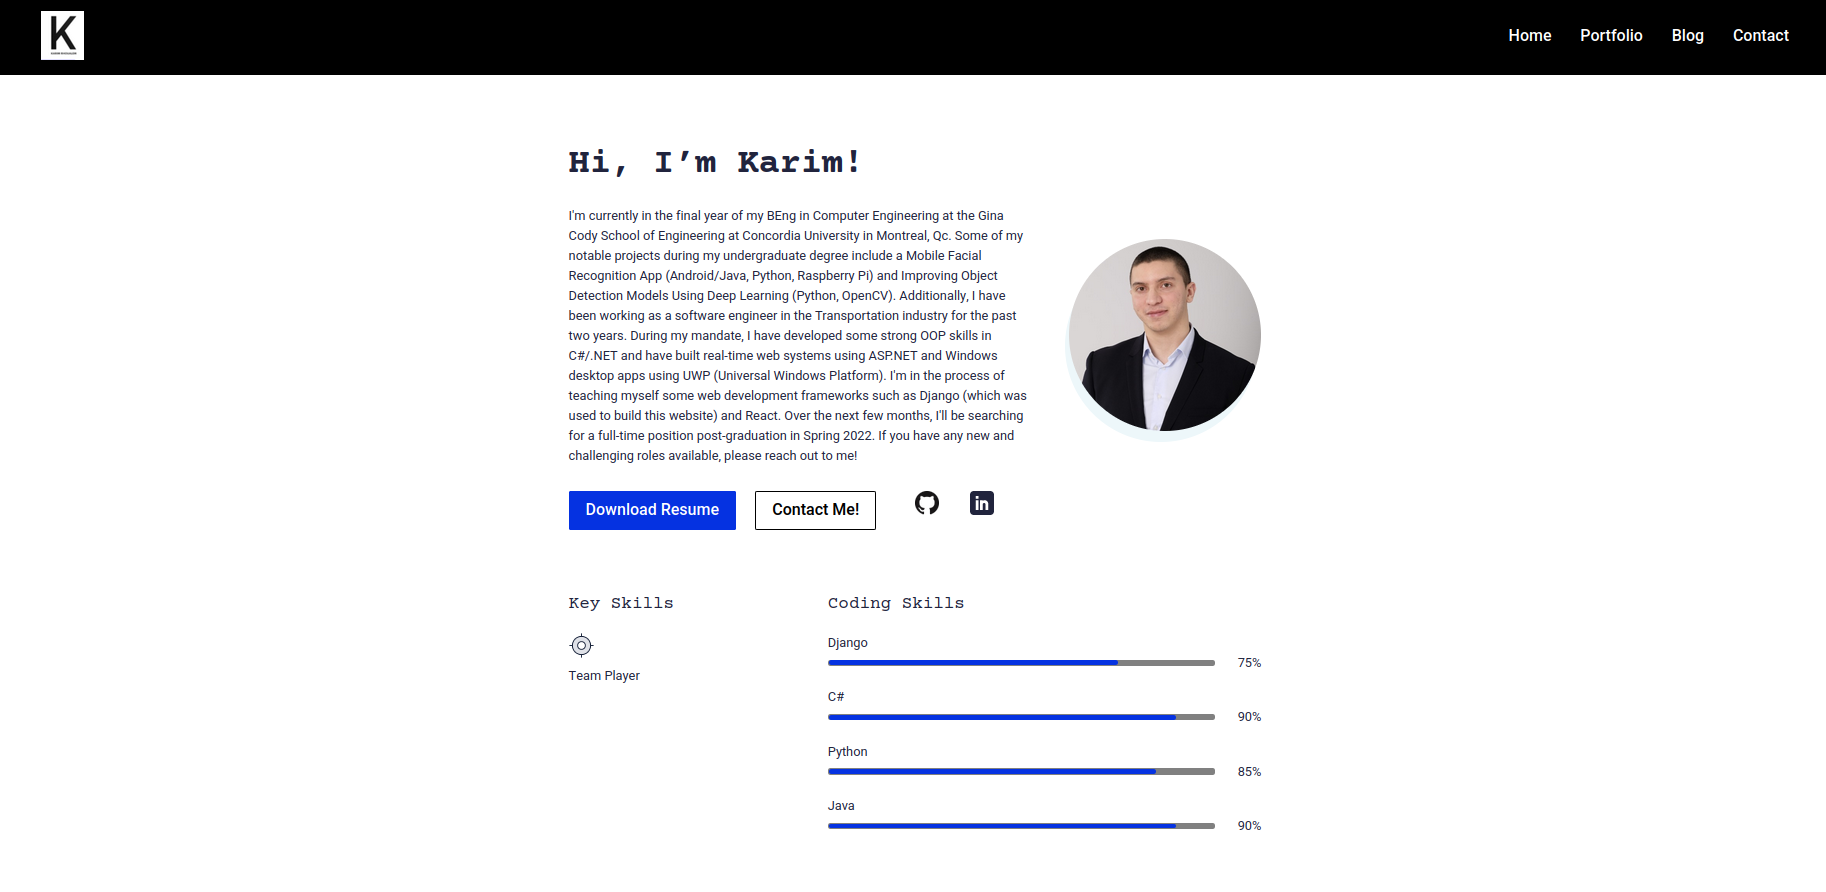 K
Home Portfolio Blog Contact
Hi, I’m Karim!
I'm currently in the final year of my BEng in Computer Engineering at the Gina
Cody School of Engineering at Concordia University in Montreal, Qc. Some of my
notable projects during my undergraduate degree include a Mobile Facial
Recognition App (Android/Java, Python, Raspberry Pi) and Improving Object
Detection Models Using Deep Learning (Python, OpenCV). Additionally, I have
been working as a software engineer in the Transportation industry for the past
two years. During my mandate, I have developed some strong OOP skills in
C#/.NET and have built real-time web systems using ASP.NET and Windows
desktop apps using UWP (Universal Windows Platform). I'm in the process of
teaching myself some web development frameworks such as Django (which was
used to build this website) and React. Over the next few months, I'll be searching
for a full-time position post-graduation in Spring 2022. If you have any new and
challenging roles available, please reach out to me!
Download Resume Contact Me! in
Key Skills
Team Player
Coding Skills
Django
75%
C#
90%
Python
85%
Java
90%